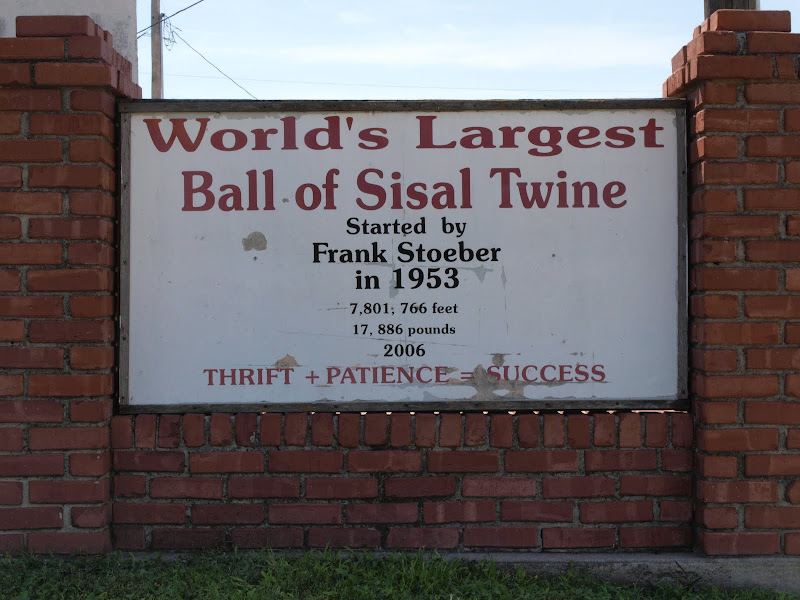 World's Largest
Ball of Sisal Twine
Started by
Frank Stoeber
in 1953
7,801; 766 feet
17, 886 pounds
2006
THRIFT + PATIENCE = SUCCESS